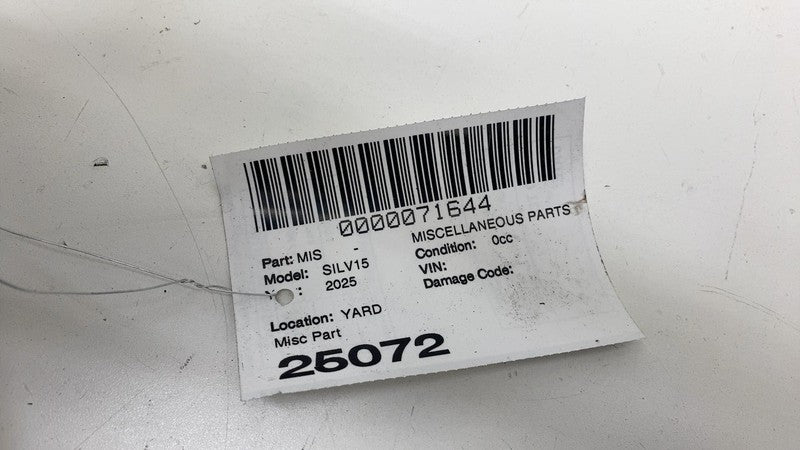 0000071644
Part: MIS - MISCELLANEOUS PARTS
Model: SILV15 Condition: 0cc
: 2025 VIN:
Damage Code:
Location: YARD
Misc Part
25072